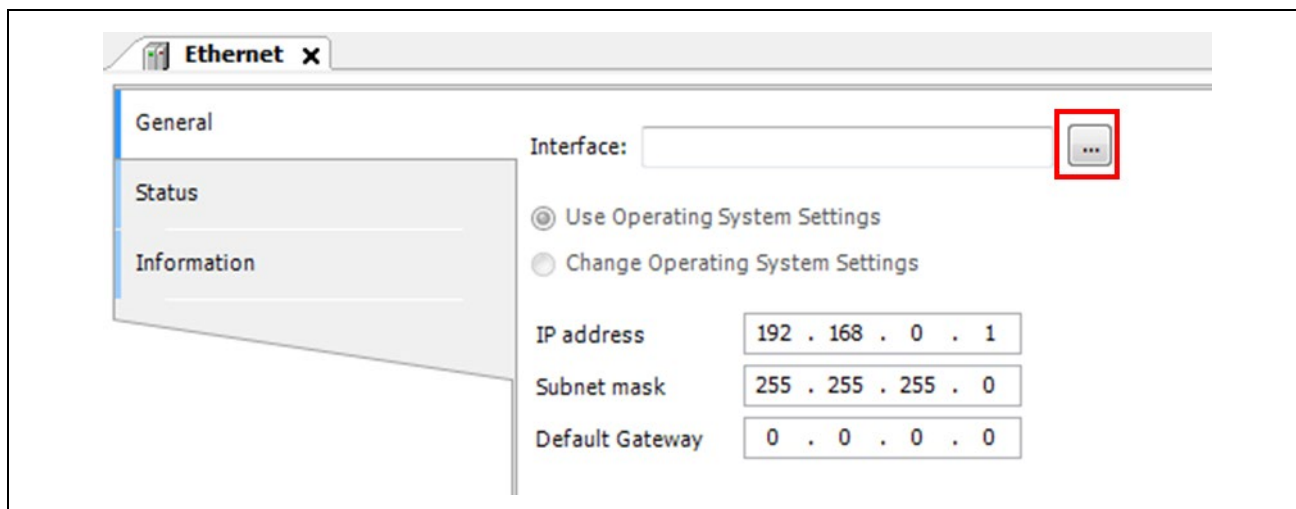 Ethernet x
General
Interface: ...
Status
Use Operating System Settings
Information
Change Operating System Settings
IP address 192 . 168 . 0 . 1
Subnet mask 255 . 255 . 255 . 0
Default Gateway 0 . 0 . 0 . 0